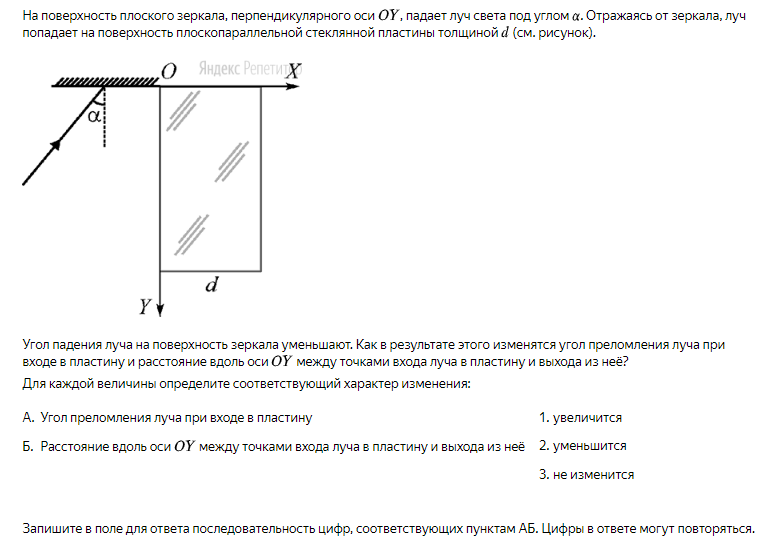 На поверхность плоского зеркала, перпендикулярного оси OY, падает луч света под углом α. Отражаясь от зеркала, луч
попадает на поверхность плоскопараллельной стеклянной пластины толщиной d (см. рисунок).
O Яндекс Репетитор X
α
d
Y
Угол падения луча на поверхность зеркала уменьшают. Как в результате этого изменятся угол преломления луча при
входе в пластину и расстояние вдоль оси OY между точками входа луча в пластину и выхода из неё?
Для каждой величины определите соответствующий характер изменения:
А. Угол преломления луча при входе в пластину 1. увеличится
Б. Расстояние вдоль оси OY между точками входа луча в пластину и выхода из неё 2. уменьшится
3. не изменится
Запишите в поле для ответа последовательность цифр, соответствующих пунктам АБ. Цифры в ответе могут повторяться.